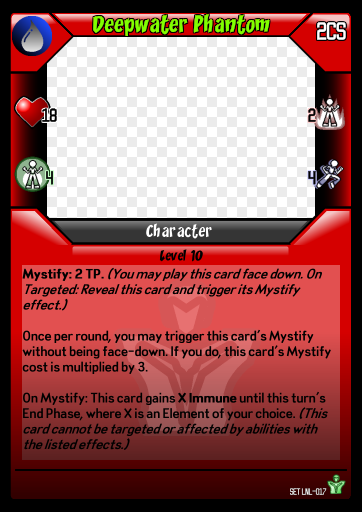 Deepwater Phantom
2CS
18
2
4
4
Character
Level 10
Mystify: 2 TP. (You may play this card face down. On
Targeted: Reveal this card and trigger its Mystify
effect.)
Once per round, you may trigger this card's Mystify
without being face-down. If you do, this card's Mystify
cost is multiplied by 3.
On Mystify: This card gains X Immune until this turn's
End Phase, where X is an Element of your choice. (This
card cannot be targeted or affected by abilities with
the listed effects.)
SET LNL-017